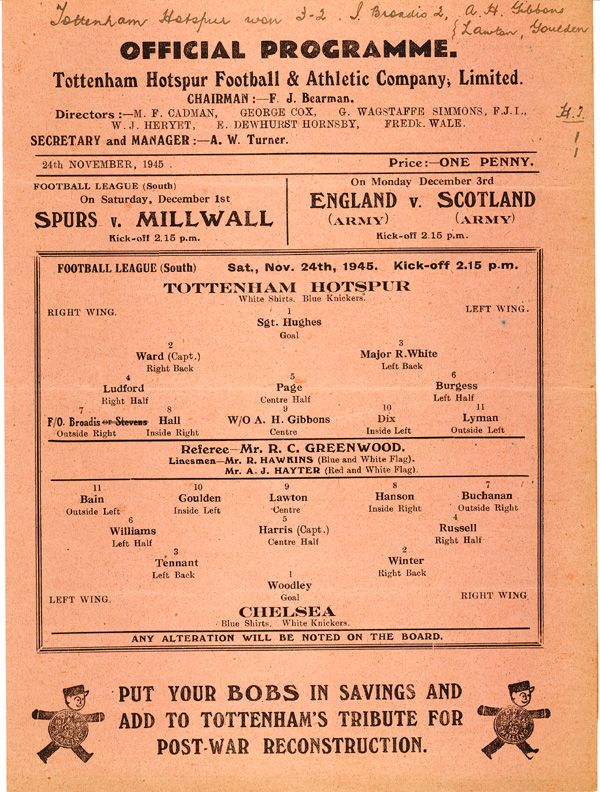 Tottenham Hotspur won 3-2. I. Broadis 2, A. H. Gibbons
{ Lawton, Goulden
OFFICIAL PROGRAMME.
Tottenham Hotspur Football & Athletic Company, Limited.
CHAIRMAN :—F. J. Bearman.
Directors :—M. F. CADMAN, GEORGE COX, G. WAGSTAFFE SIMMONS, F.J.I.,
W. J. HERYET, E. DEWHURST HORNSBY, FREDk. WALE.
H.T.
SECRETARY and MANAGER :—A. W. Turner.
24th NOVEMBER, 1945 .
Price :—ONE PENNY.
FOOTBALL LEAGUE (South)
On Saturday, December 1st
SPURS v. MILLWALL
Kick-off 2.15 p.m.
On Monday December 3rd
ENGLAND v. SCOTLAND
(ARMY) (ARMY)
Kick-off 2.15 p.m.
FOOTBALL LEAGUE (South) Sat., Nov. 24th, 1945. Kick-off 2.15 p.m.
TOTTENHAM HOTSPUR
White Shirts. Blue Knickers.
RIGHT WING. 1 LEFT WING.
Sgt. Hughes
Goal
2 3
Ward (Capt.) Major R. White
Right Back Left Back
4 5 6
Ludford Page Burgess
Right Half Centre Half Left Half
7 8 9 10 11
F/O. Broadis or Stevens Hall W/O A. H. Gibbons Dix Lyman
Outside Right Inside Right Centre Inside Left Outside Left
Referee—Mr. R. C. GREENWOOD.
Linesmen—Mr. R. HAWKINS (Blue and White Flag).
Mr. A. J. HAYTER (Red and White Flag).
11 10 9 8 7
Bain Goulden Lawton Hanson Buchanan
Outside Left Inside Left Centre Inside Right Outside Right
6 5 4
Williams Harris (Capt.) Russell
Left Half Centre Half Right Half
3 2
Tennant Winter
Left Back Right Back
1
Woodley
LEFT WING. Goal RIGHT WING
CHELSEA
Blue Shirts. White Knickers.
ANY ALTERATION WILL BE NOTED ON THE BOARD.
PUT YOUR BOBS IN SAVINGS AND
ADD TO TOTTENHAM'S TRIBUTE FOR
POST-WAR RECONSTRUCTION.